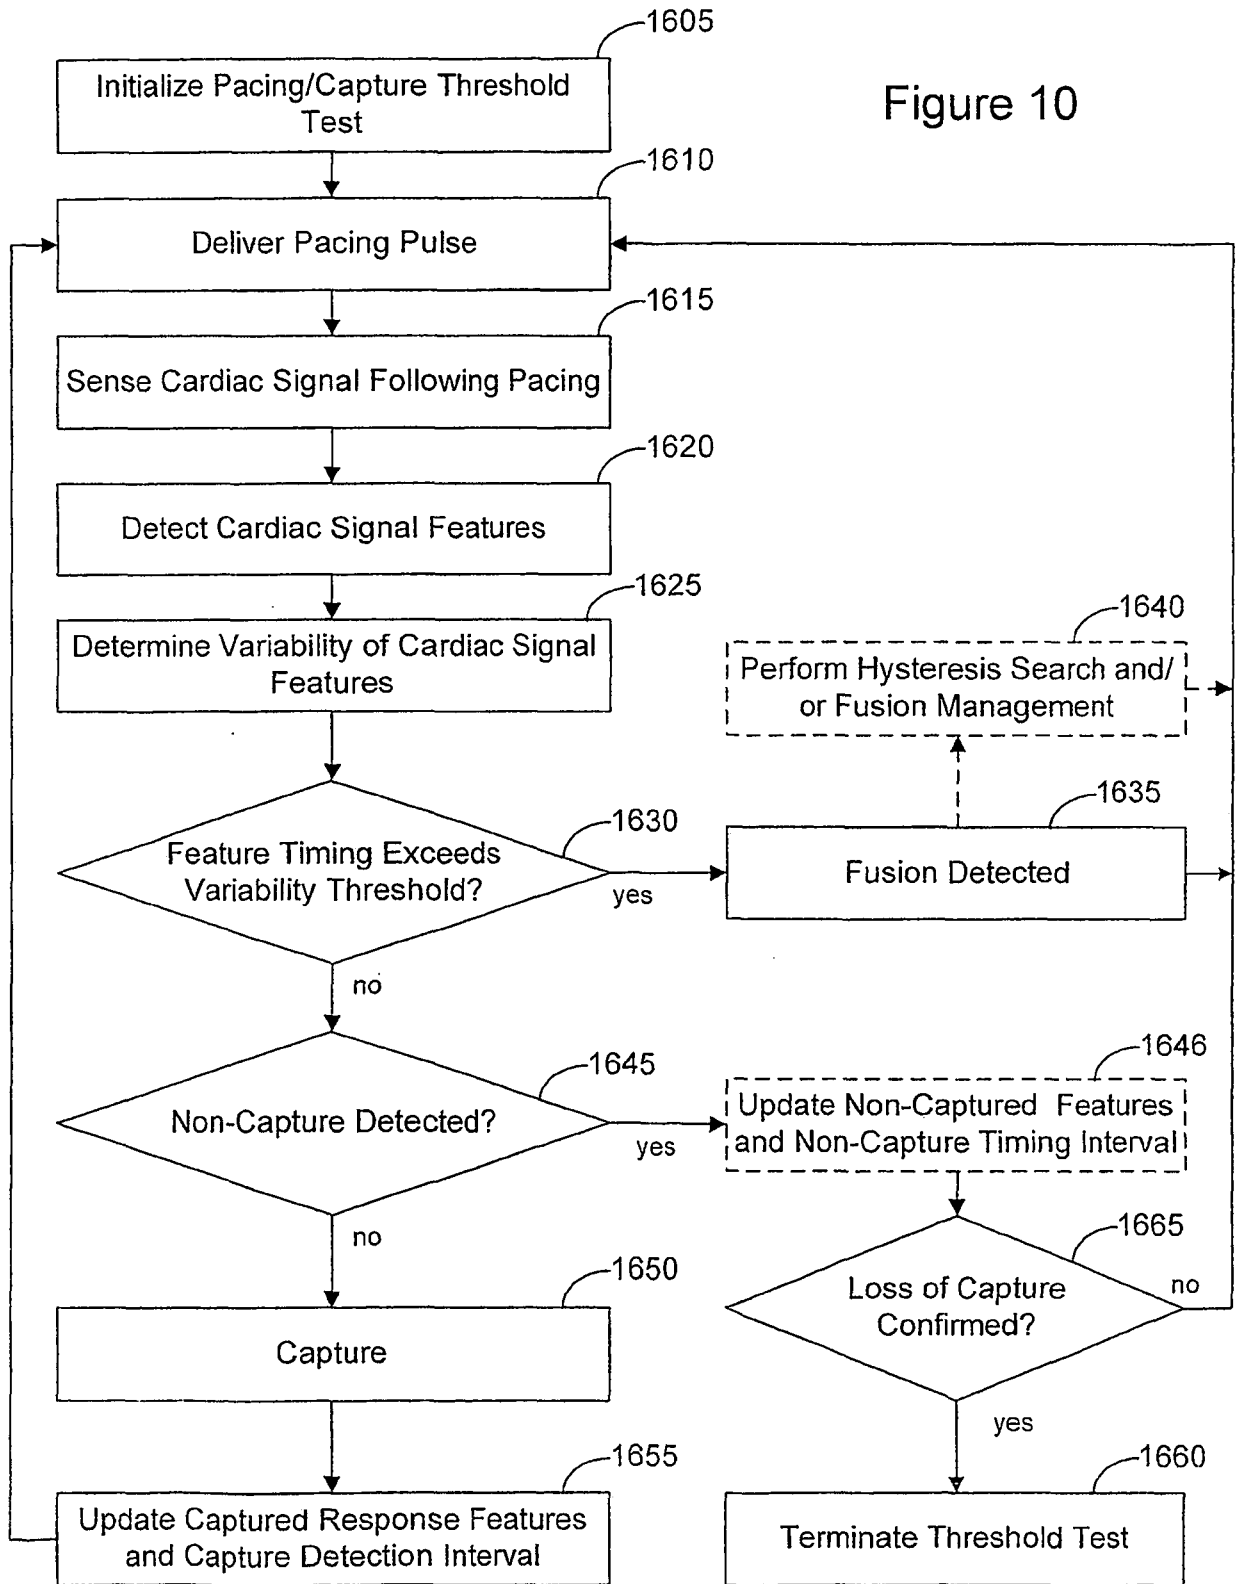 1605
Initialize Pacing/Capture Threshold
Test
Figure 10
1610
Deliver Pacing Pulse
1615
Sense Cardiac Signal Following Pacing
1620
Detect Cardiac Signal Features
1625
Determine Variability of Cardiac Signal
Features
1640
Perform Hysteresis Search and/
or Fusion Management
1630
Feature Timing Exceeds
Variability Threshold?
yes
1635
Fusion Detected
no
1645
Non-Capture Detected?
yes
1646
Update Non-Captured Features
and Non-Capture Timing Interval
no
1665
Loss of Capture
Confirmed?
no
1650
Capture
yes
1655
Update Captured Response Features
and Capture Detection Interval
1660
Terminate Threshold Test